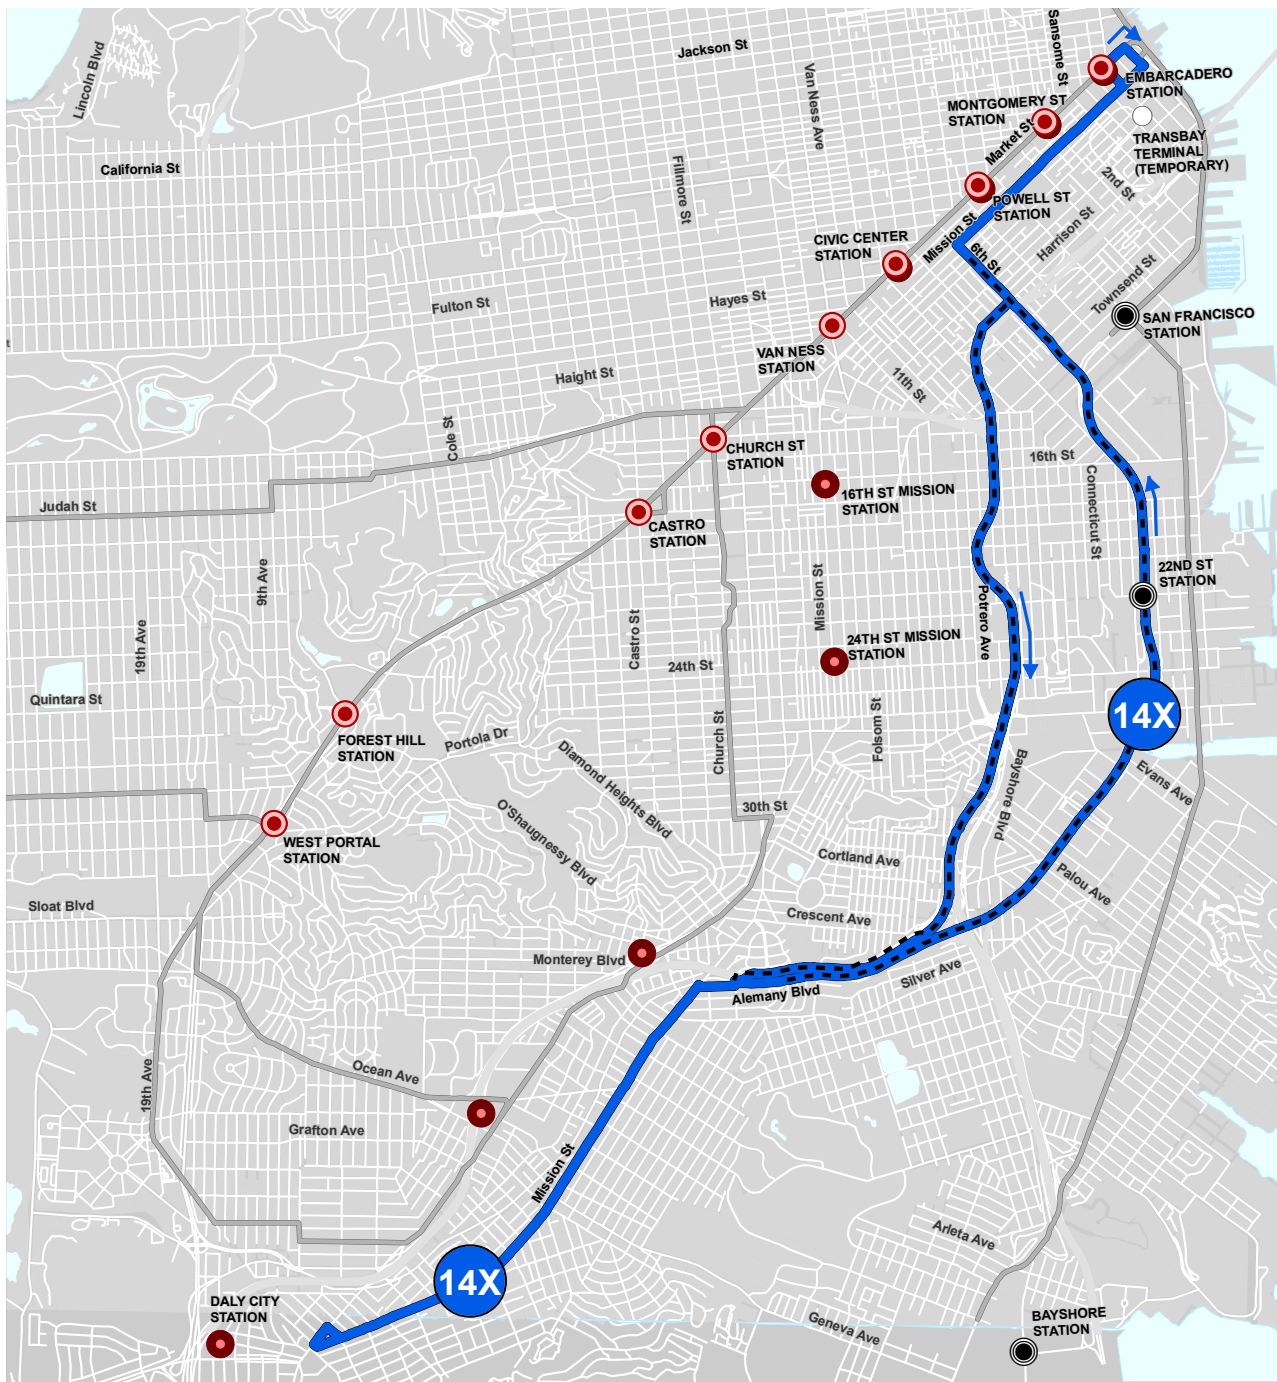 Jackson St
Sansome St
Lincoln Blvd
Van Ness Ave
EMBARCADERO
STATION
MONTGOMERY ST
STATION
Market St
TRANSBAY
TERMINAL
(TEMPORARY)
California St
Fillmore St
2nd St
POWELL ST
STATION
Mission St
Harrison St
CIVIC CENTER
STATION
6th St
Townsend St
Hayes St
Fulton St
SAN FRANCISCO
STATION
VAN NESS
STATION
Haight St
11th St
Cole St
CHURCH ST
STATION
16th St
Connecticut St
16TH ST MISSION
STATION
Judah St
CASTRO
STATION
9th Ave
22ND ST
STATION
Mission St
Potrero Ave
19th Ave
Castro St
24TH ST MISSION
STATION
24th St
Quintara St
14X
Folsom St
Church St
FOREST HILL
STATION
Portola Dr
Diamond Heights Blvd
Bayshore Blvd
Evans Ave
O'Shaugnessy Blvd
30th St
WEST PORTAL
STATION
Cortland Ave
Palou Ave
Sloat Blvd
Crescent Ave
Monterey Blvd
Silver Ave
Alemany Blvd
Ocean Ave
19th Ave
Grafton Ave
Mission St
Arleta Ave
14X
DALY CITY
STATION
BAYSHORE
STATION
Geneva Ave